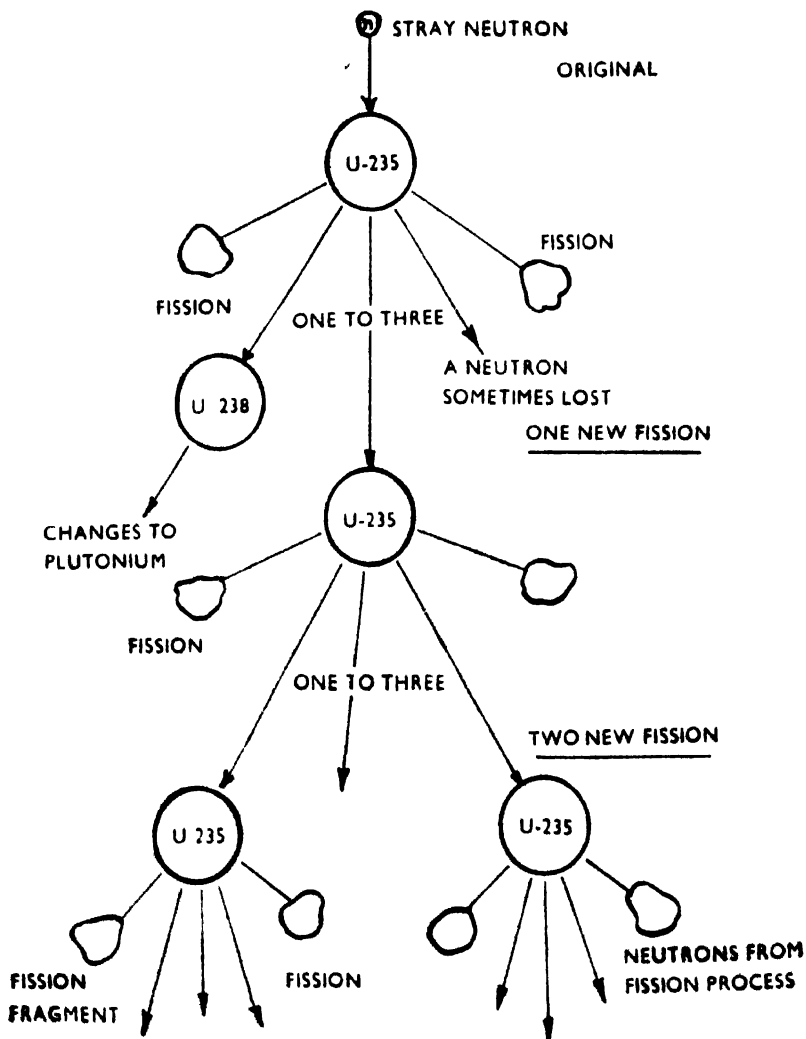 n STRAY NEUTRON
ORIGINAL
U-235
FISSION
FISSION
ONE TO THREE
A NEUTRON
SOMETIMES LOST
U 238
ONE NEW FISSION
U-235
CHANGES TO
PLUTONIUM
FISSION
ONE TO THREE
TWO NEW FISSION
U 235
U-235
NEUTRONS FROM
FISSION PROCESS
FISSION
FRAGMENT
FISSION